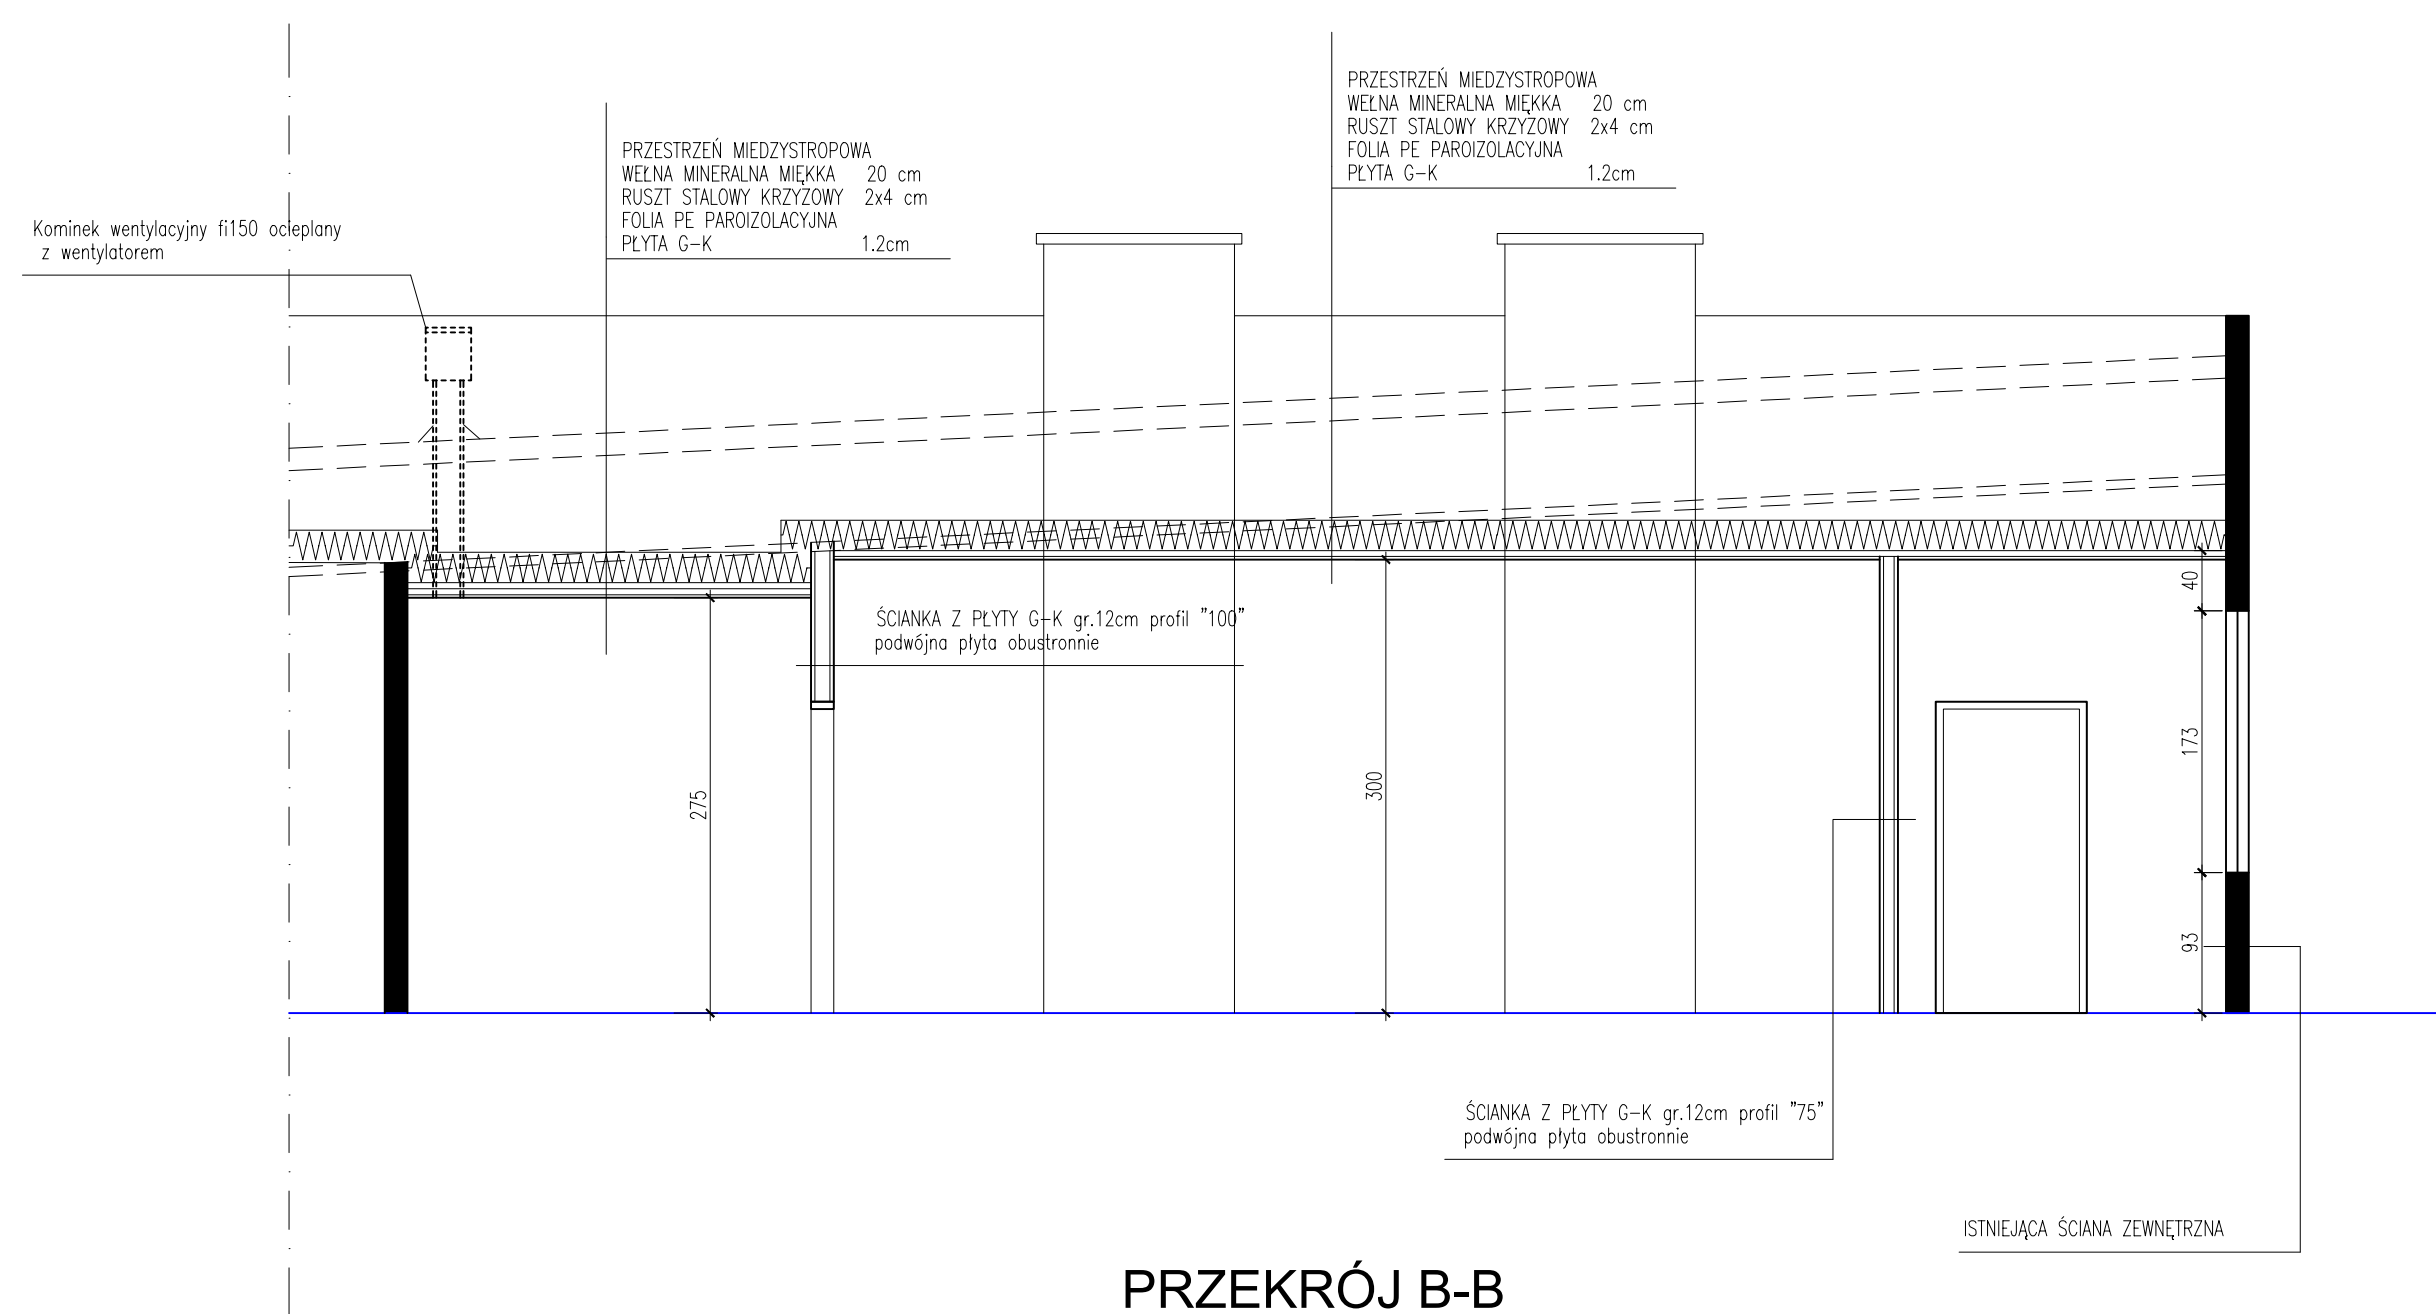 PRZESTRZEŃ MIEDZYSTROPOWA
WEŁNA MINERALNA MIĘKKA 20 cm
RUSZT STALOWY KRZYŻOWY 2x4 cm
FOLIA PE PAROIZOLACYJNA
PŁYTA G-K 1.2cm
PRZESTRZEŃ MIEDZYSTROPOWA
WEŁNA MINERALNA MIĘKKA 20 cm
RUSZT STALOWY KRZYŻOWY 2x4 cm
FOLIA PE PAROIZOLACYJNA
PŁYTA G-K 1.2cm
Kominek wentylacyjny fi150 ocieplany
z wentylatorem
ŚCIANKA Z PŁYTY G-K gr.12cm profil "100"
podwójna płyta obustronnie
40
173
275
300
93
ŚCIANKA Z PŁYTY G-K gr.12cm profil "75"
podwójna płyta obustronnie
ISTNIEJĄCA ŚCIANA ZEWNĘTRZNA
PRZEKRÓJ B-B